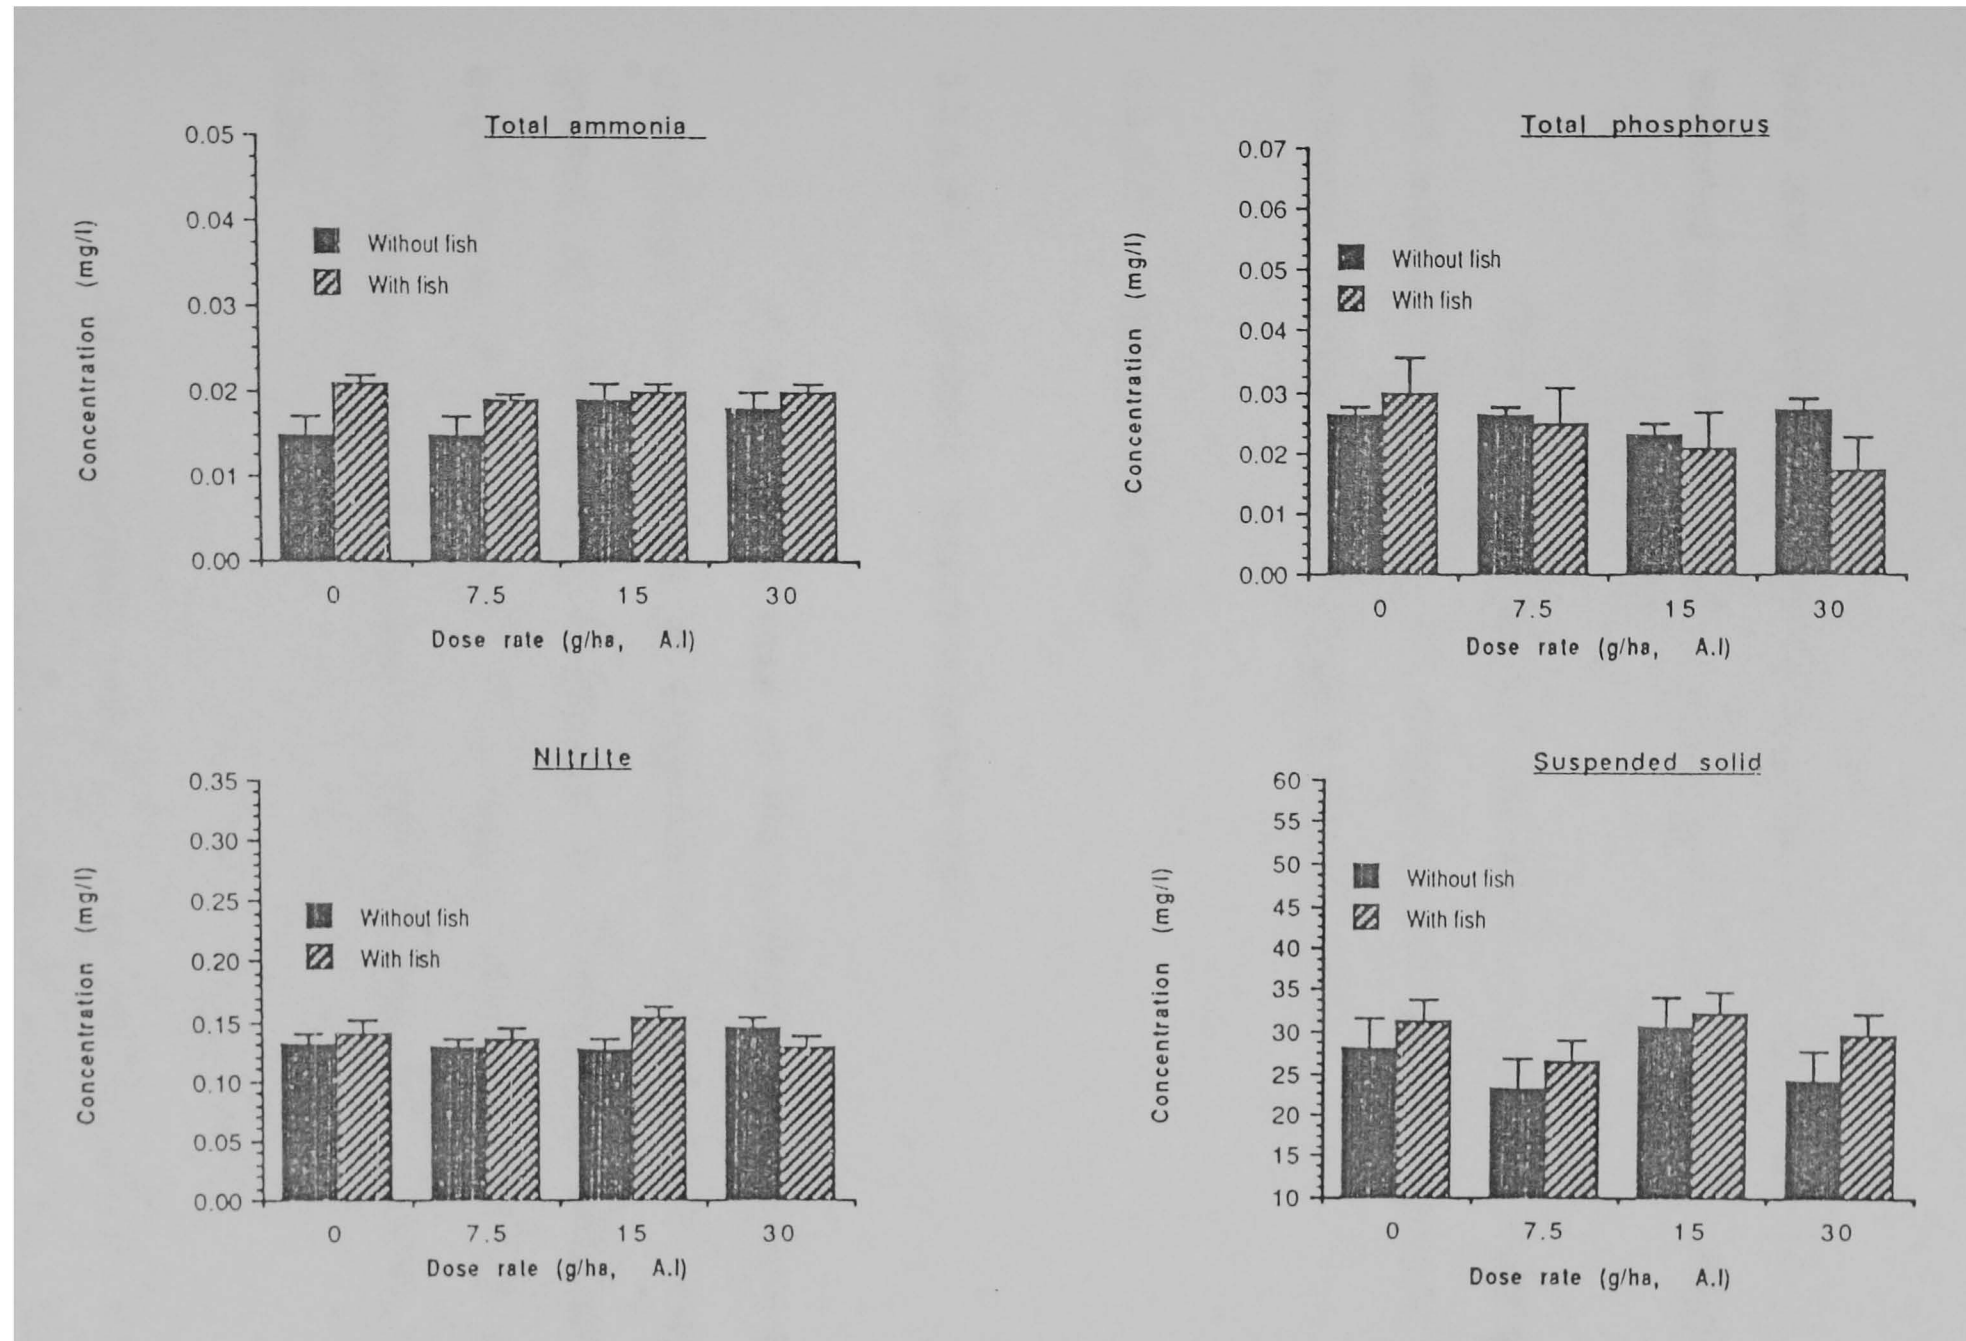 Total ammonia
0.05
0.04
0.03
0.02
0.01
0.00
Concentration (mg/l)
Without fish
With fish
0 7.5 15 30
Dose rate (g/ha, A.I)
Total phosphorus
0.07
0.06
0.05
0.04
0.03
0.02
0.01
0.00
Concentration (mg/l)
Without fish
With fish
0 7.5 15 30
Dose rate (g/ha, A.I)
Nitrite
0.35
0.30
0.25
0.20
0.15
0.10
0.05
0.00
Concentration (mg/l)
Without fish
With fish
0 7.5 15 30
Dose rate (g/ha, A.I)
Suspended solid
60
55
50
45
40
35
30
25
20
15
10
Concentration (mg/l)
Without fish
With fish
0 7.5 15 30
Dose rate (g/ha, A.I)